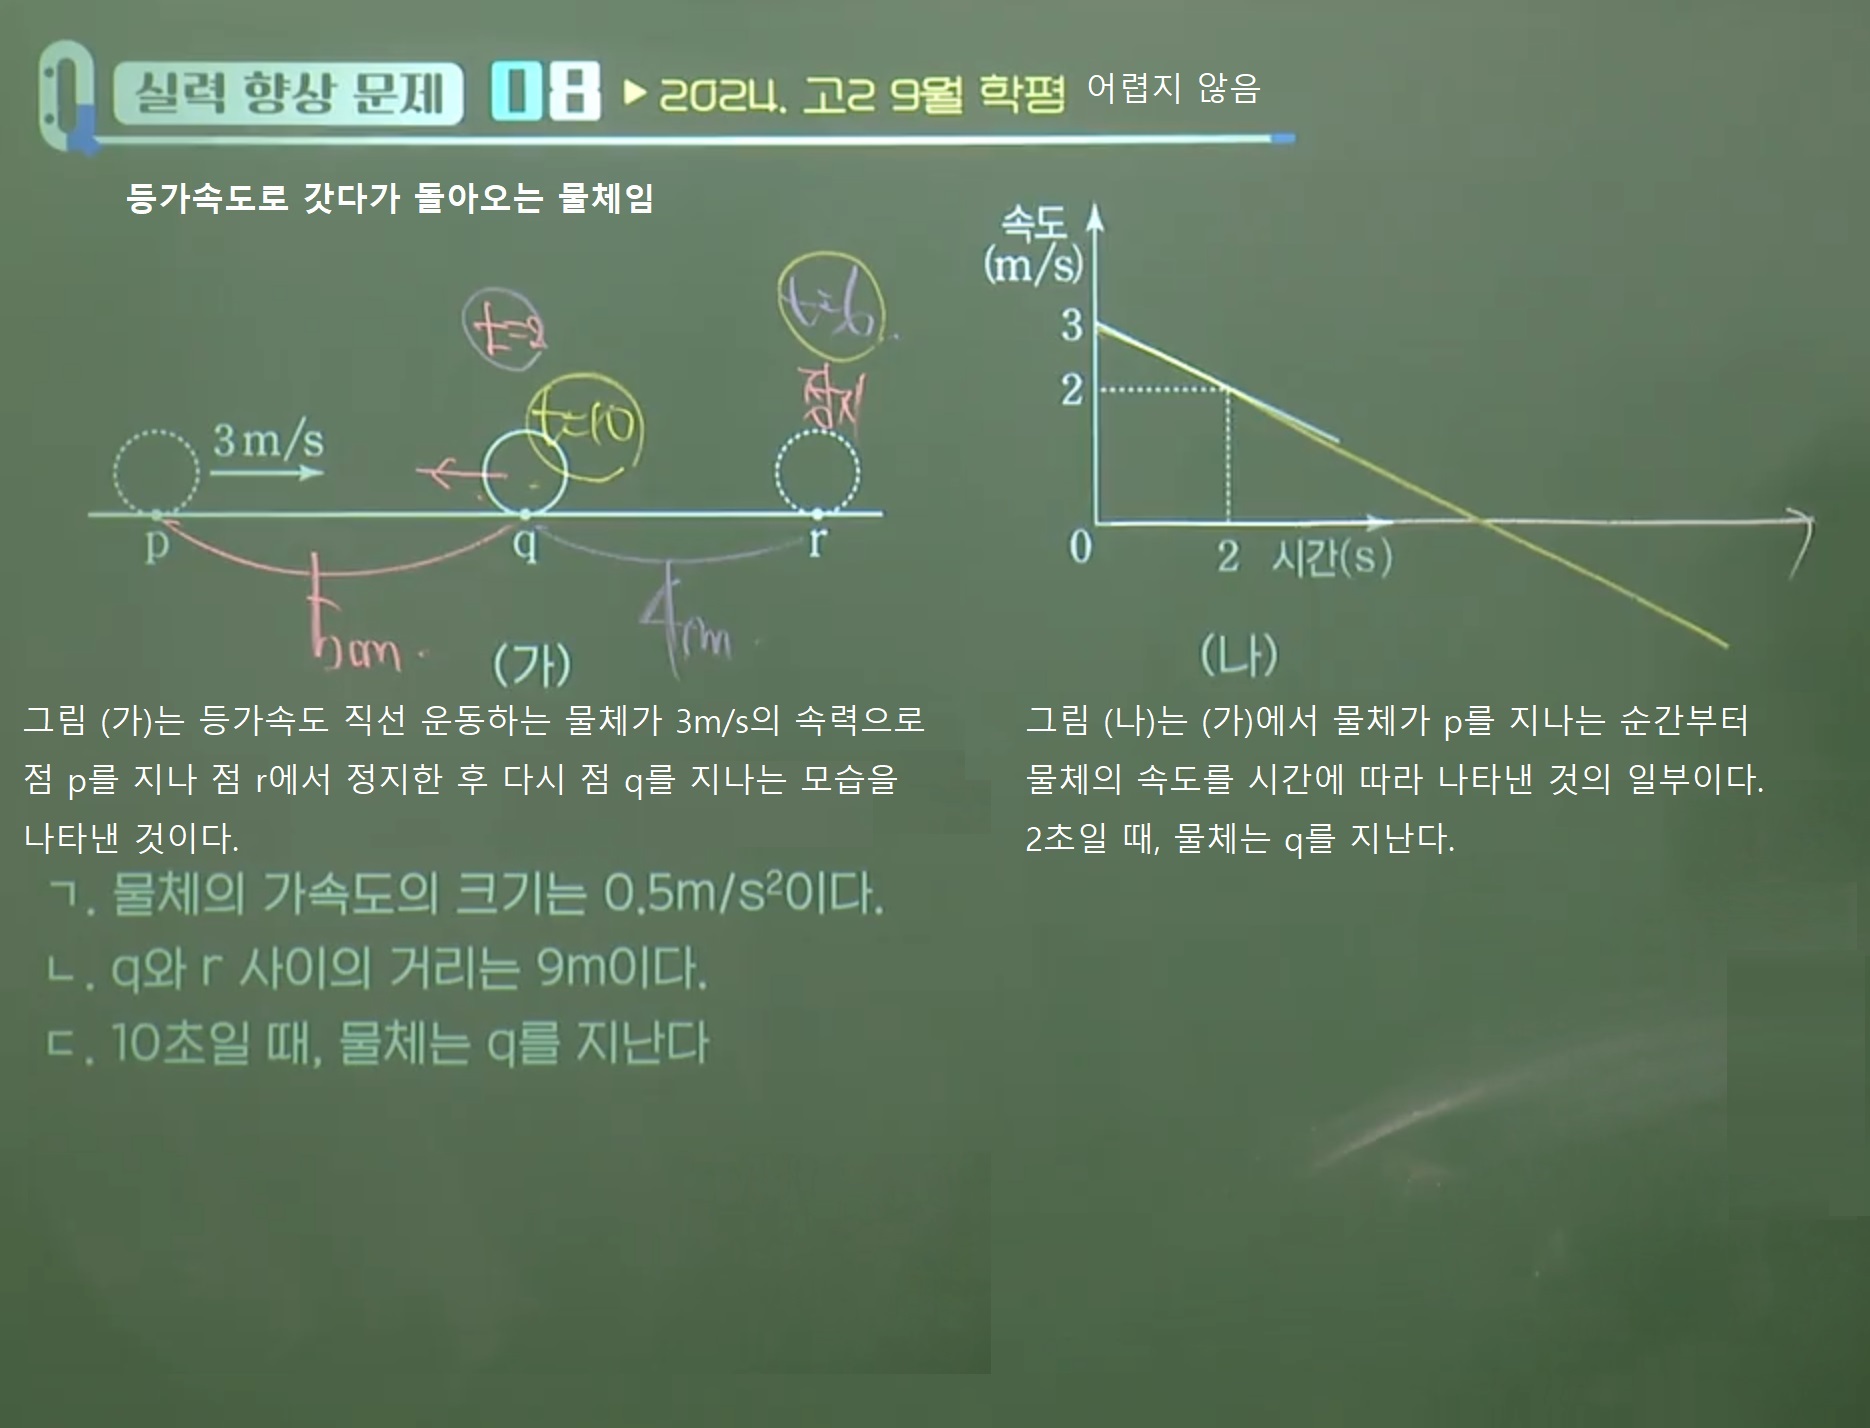 실력 향상 문제 08 ▶ 2024. 고2 9월 학평 어렵지 않음
등가속도로 갓다가 돌아오는 물체임
t=2
t=6
정지
t=10
3m/s
p
q
r
5m
4m
(가)
속도
(m/s)
3
2
0
2
시간(s)
(나)
그림 (가)는 등가속도 직선 운동하는 물체가 3m/s의 속력으로
점 p를 지나 점 r에서 정지한 후 다시 점 q를 지나는 모습을
나타낸 것이다.
그림 (나)는 (가)에서 물체가 p를 지나는 순간부터
물체의 속도를 시간에 따라 나타낸 것의 일부이다.
2초일 때, 물체는 q를 지난다.
ㄱ. 물체의 가속도의 크기는 0.5m/s²이다.
ㄴ. q와 r 사이의 거리는 9m이다.
ㄷ. 10초일 때, 물체는 q를 지난다